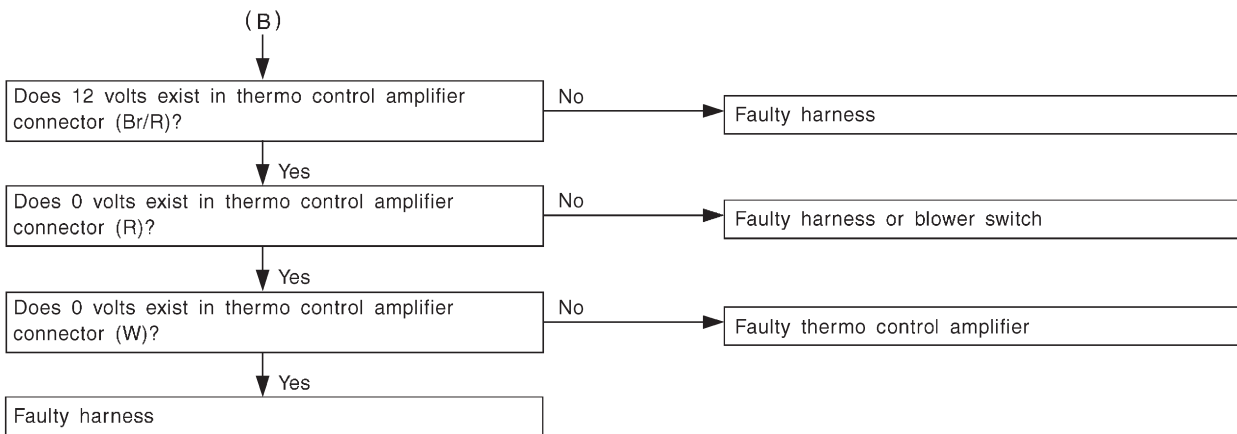 (B)
Does 12 volts exist in thermo control amplifier
connector (Br/R)?
No
Faulty harness
Yes
Does 0 volts exist in thermo control amplifier
connector (R)?
No
Faulty harness or blower switch
Yes
Does 0 volts exist in thermo control amplifier
connector (W)?
No
Faulty thermo control amplifier
Yes
Faulty harness